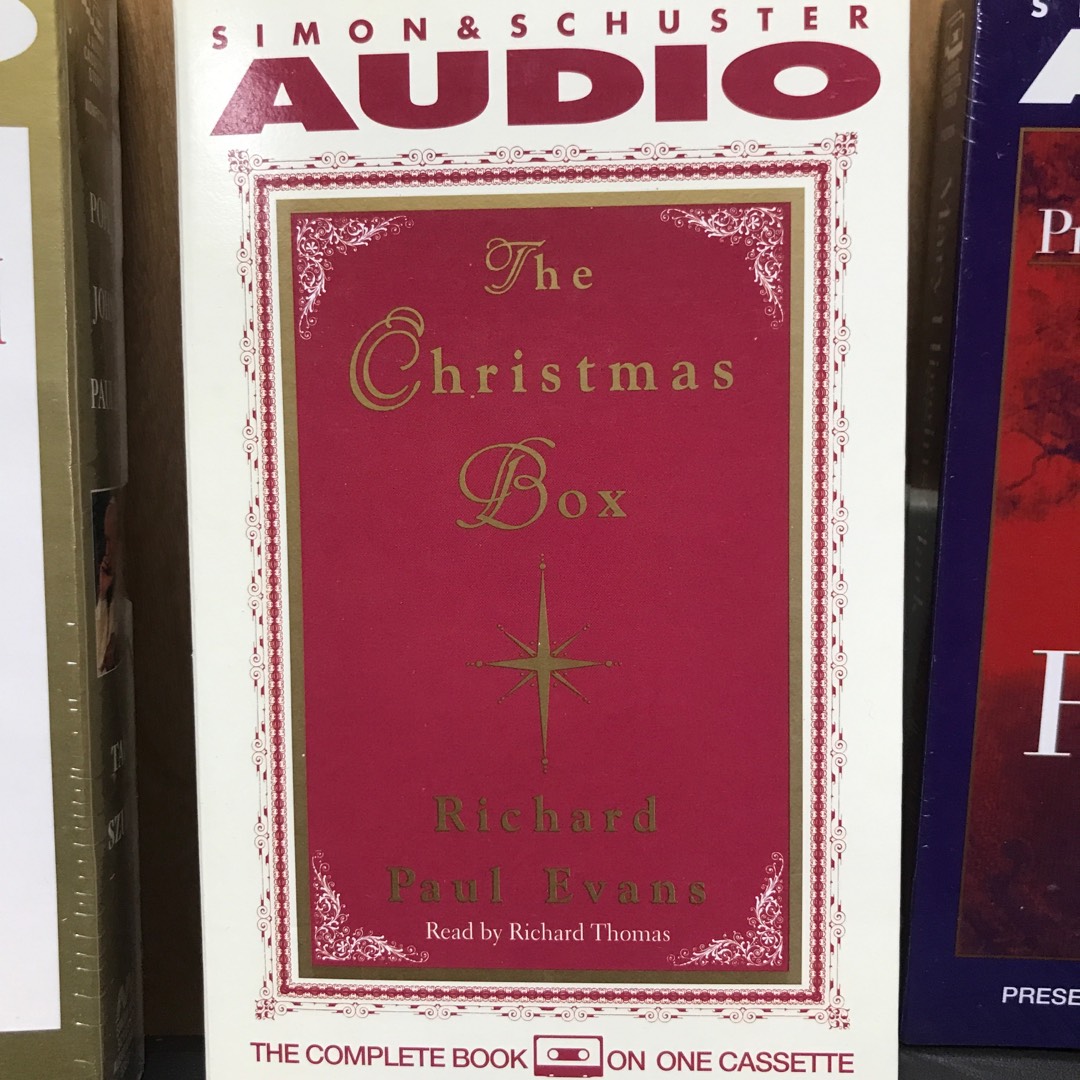 SIMON & SCHUSTER
AUDIO
The
Christmas
Box
Richard
Paul Evans
Read by Richard Thomas
THE COMPLETE BOOK ON ONE CASSETTE
PRESE